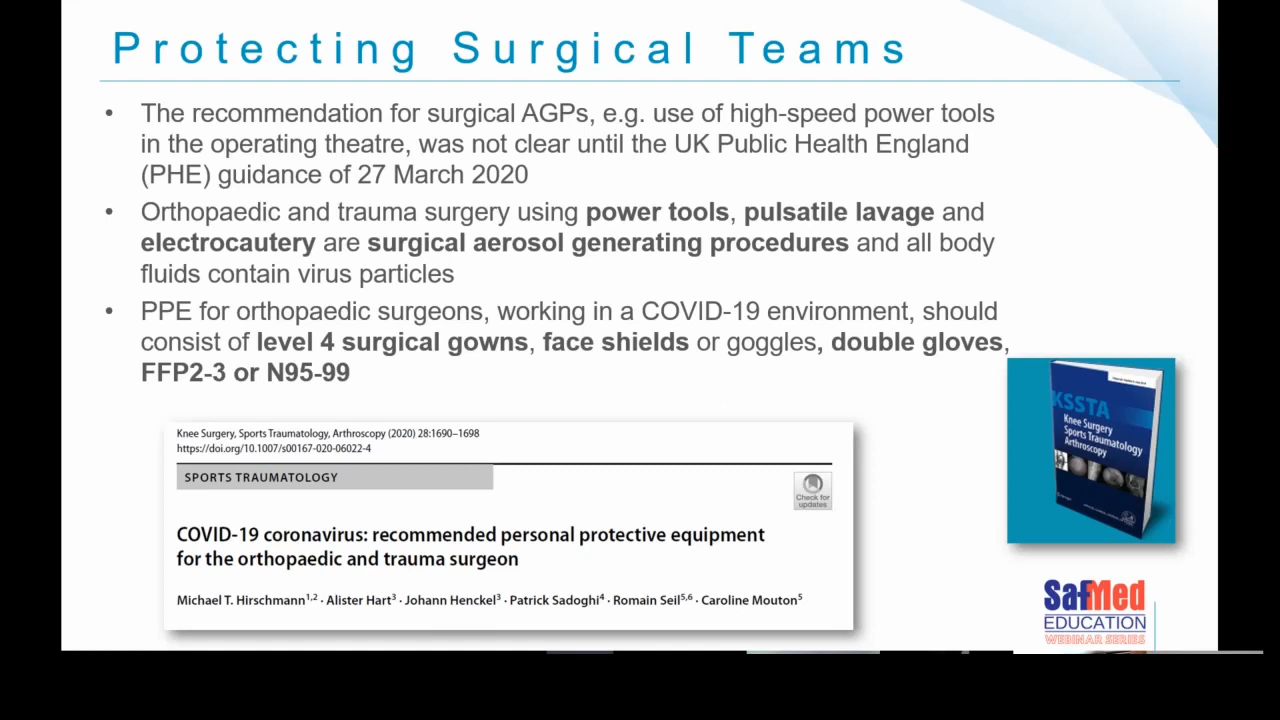 Protecting Surgical Teams
• The recommendation for surgical AGPs, e.g. use of high-speed power tools
in the operating theatre, was not clear until the UK Public Health England
(PHE) guidance of 27 March 2020
• Orthopaedic and trauma surgery using power tools, pulsatile lavage and
electrocautery are surgical aerosol generating procedures and all body
fluids contain virus particles
• PPE for orthopaedic surgeons, working in a COVID-19 environment, should
consist of level 4 surgical gowns, face shields or goggles, double gloves,
FFP2-3 or N95-99
Knee Surgery, Sports Traumatology, Arthroscopy (2020) 28:1690–1698
https://doi.org/10.1007/s00167-020-06022-4
SPORTS TRAUMATOLOGY
Check for
updates
COVID-19 coronavirus: recommended personal protective equipment
for the orthopaedic and trauma surgeon
Michael T. Hirschmann1,2 · Alister Hart3 · Johann Henckel3 · Patrick Sadoghi4 · Romain Seil5,6 · Caroline Mouton5
KSSTA
Knee Surgery
Sports Traumatology
Arthroscopy
SafMed
EDUCATION
WEBINAR SERIES